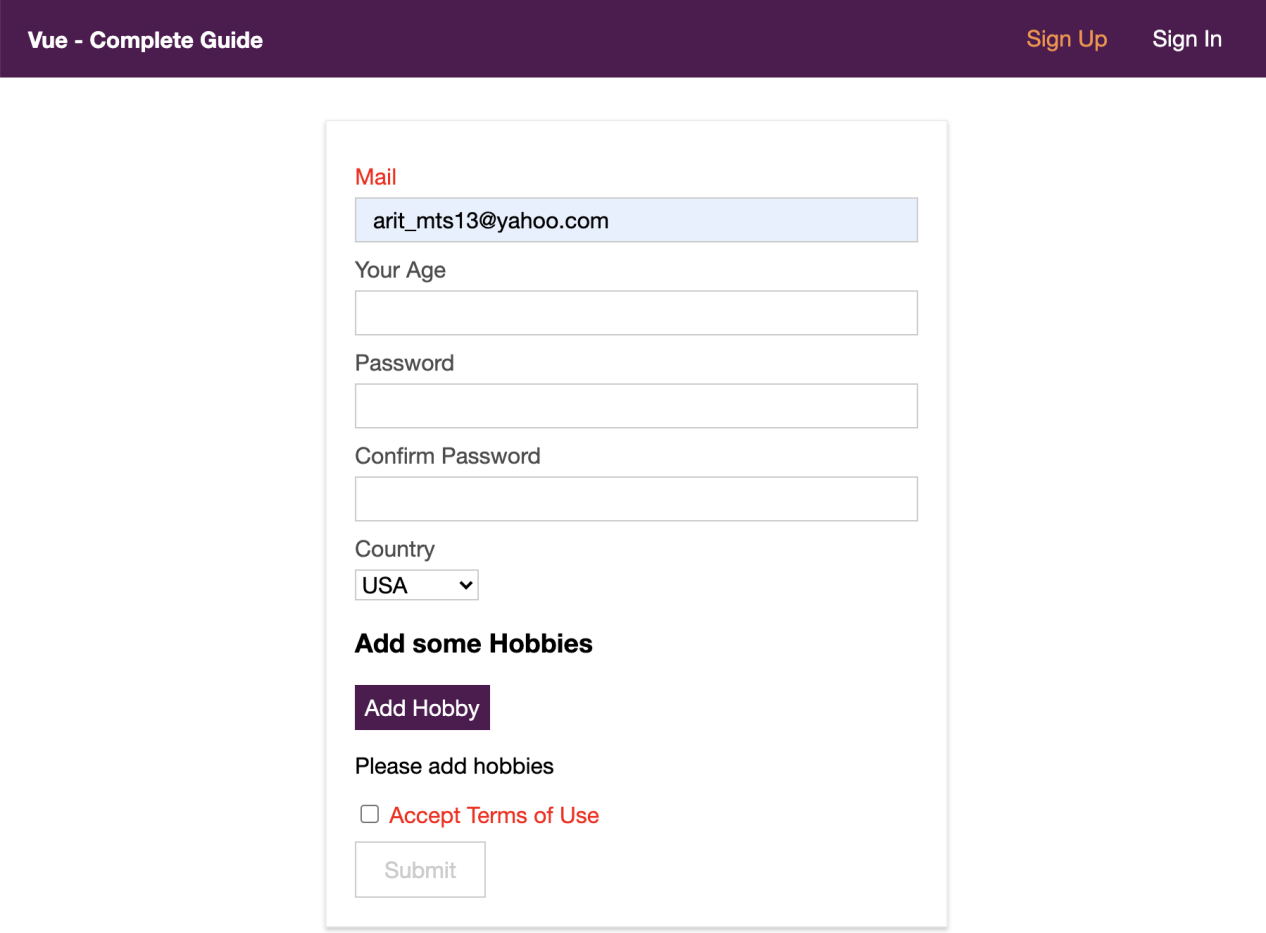 Vue - Complete Guide Sign Up Sign In
Mail
arit_mts13@yahoo.com
Your Age
Password
Confirm Password
Country
USA
Add some Hobbies
Add Hobby
Please add hobbies
Accept Terms of Use
Submit